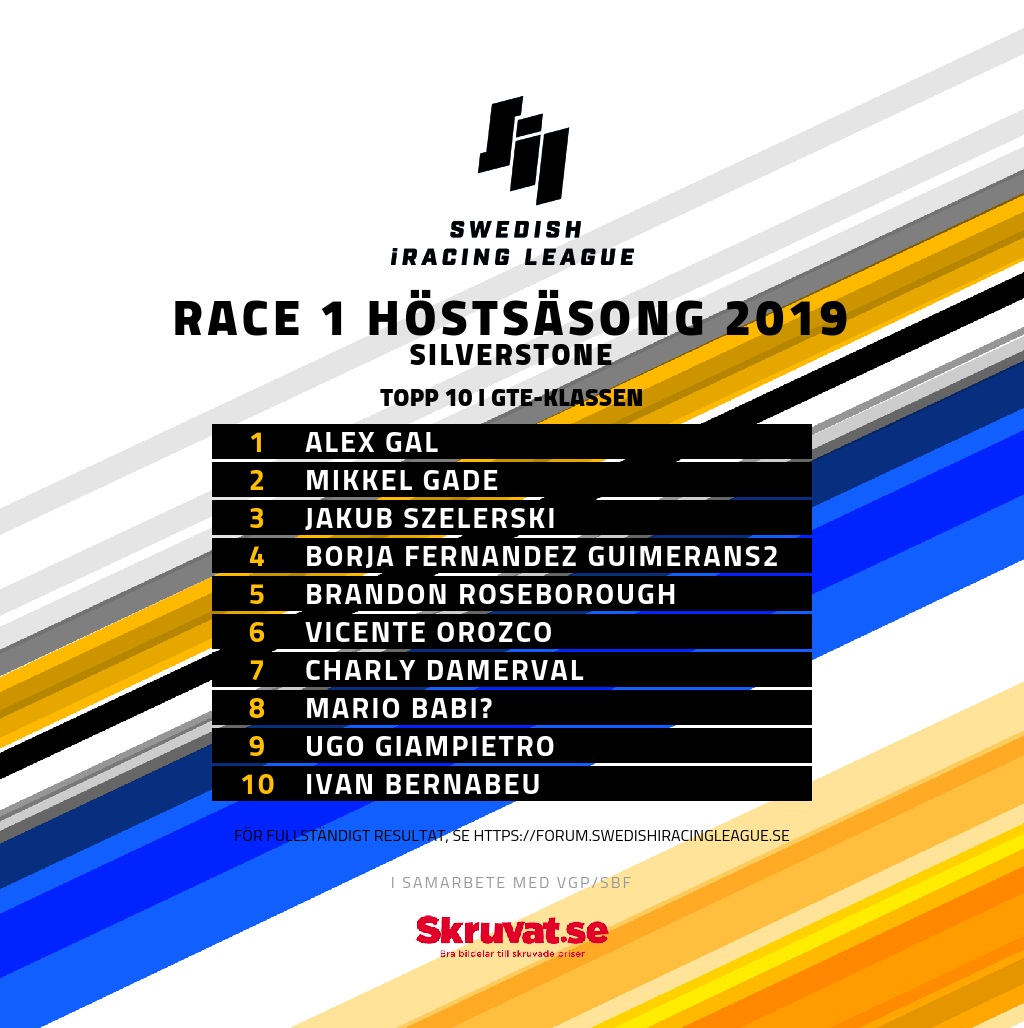 SWEDISH
iRACING LEAGUE
RACE 1 HÖSTSÄSONG 2019
SILVERSTONE
TOPP 10 I GTE-KLASSEN
1 ALEX GAL
2 MIKKEL GADE
3 JAKUB SZELERSKI
4 BORJA FERNANDEZ GUIMERANS2
5 BRANDON ROSEBOROUGH
6 VICENTE OROZCO
7 CHARLY DAMERVAL
8 MARIO BABI?
9 UGO GIAMPIETRO
10 IVAN BERNABEU
FÖR FULLSTÄNDIGT RESULTAT, SE HTTPS://FORUM.SWEDISHIRACINGLEAGUE.SE
I SAMARBETE MED VGP/SBF
Skruvat.se
Bra bildelar till skruvade priser